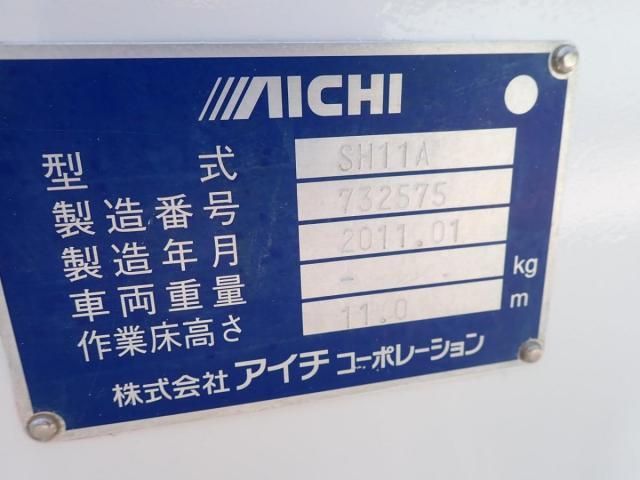 AICHI
型式 SH11A
製造番号 732575
製造年月 2011.01
車両重量 - kg
作業床高さ 11.0 m
株式会社 アイチ コーポレーション